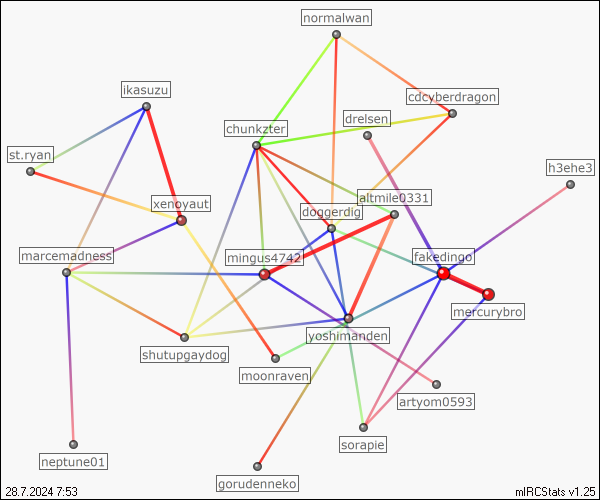 normalwan
ikasuzu
cdcyberdragon
drelsen
chunkzter
st.ryan
h3ehe3
altmile0331
xenoyaut
doggerdig
marcemadness
mingus4742
fakedingo
mercurybro
yoshimanden
shutupgaydog
moonraven
artyom0593
sorapie
neptune01
gorudenneko
28.7.2024 7:53
mIRCStats v1.25